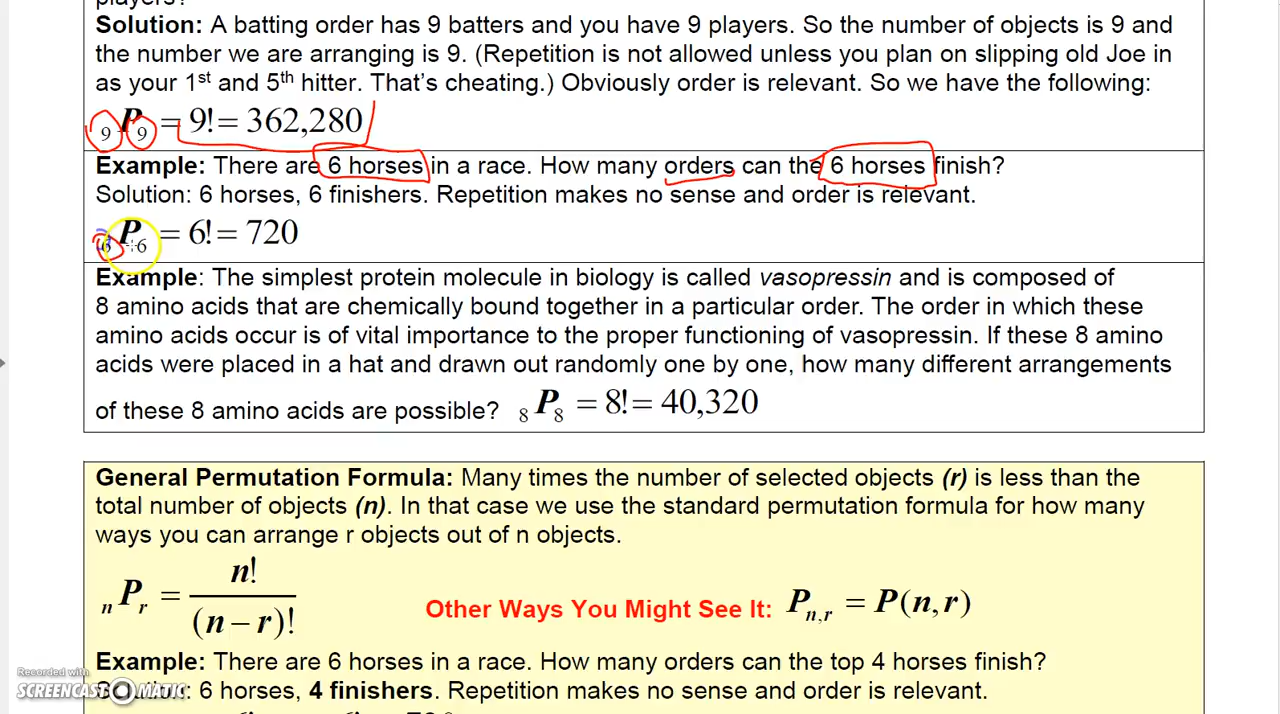 players?
Solution: A batting order has 9 batters and you have 9 players. So the number of objects is 9 and
the number we are arranging is 9. (Repetition is not allowed unless you plan on slipping old Joe in
as your 1st and 5th hitter. That's cheating.) Obviously order is relevant. So we have the following:
9P9 = 9! = 362,280
Example: There are 6 horses in a race. How many orders can the 6 horses finish?
Solution: 6 horses, 6 finishers. Repetition makes no sense and order is relevant.
6P6 = 6! = 720
Example: The simplest protein molecule in biology is called vasopressin and is composed of
8 amino acids that are chemically bound together in a particular order. The order in which these
amino acids occur is of vital importance to the proper functioning of vasopressin. If these 8 amino
acids were placed in a hat and drawn out randomly one by one, how many different arrangements
of these 8 amino acids are possible? 8P8 = 8! = 40,320
General Permutation Formula: Many times the number of selected objects (r) is less than the
total number of objects (n). In that case we use the standard permutation formula for how many
ways you can arrange r objects out of n objects.
nPr = n! / (n − r)! Other Ways You Might See It: Pn,r = P(n,r)
Example: There are 6 horses in a race. How many orders can the top 4 horses finish?
Solution: 6 horses, 4 finishers. Repetition makes no sense and order is relevant.
Recorded with
SCREENCAST-O-MATIC